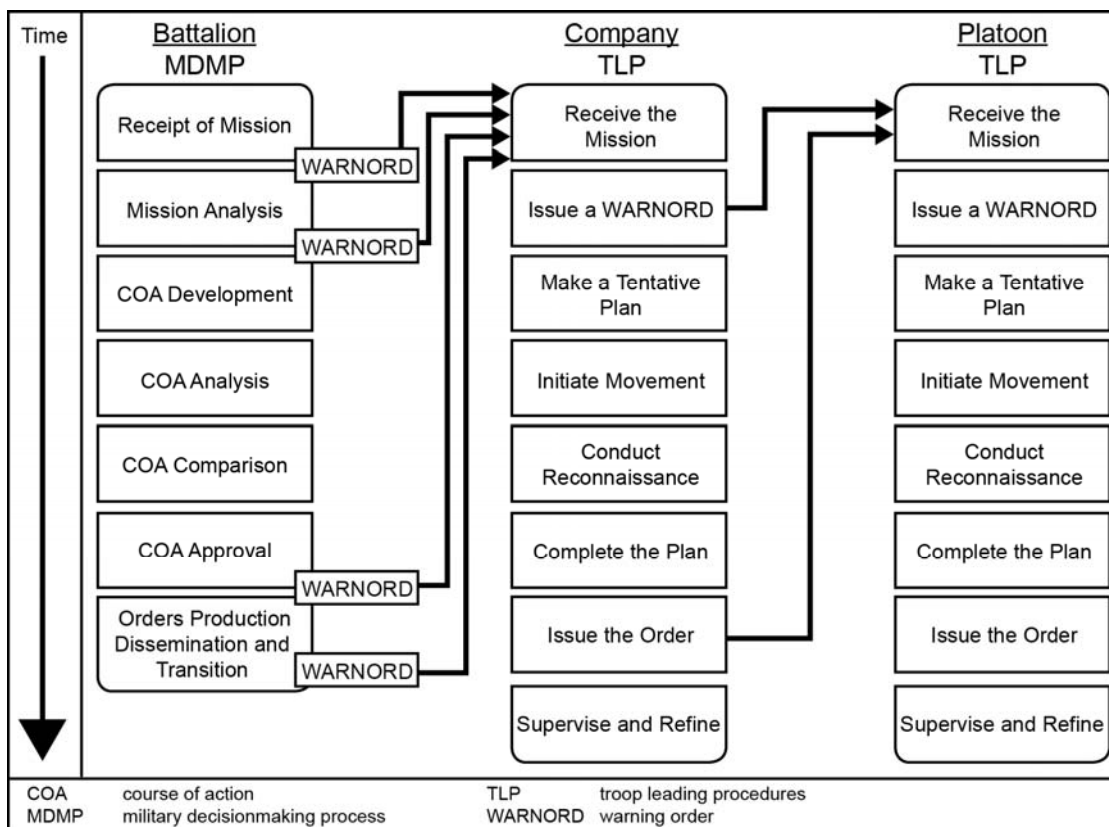 Time
Battalion
MDMP
Receipt of Mission
WARNORD
Mission Analysis
WARNORD
COA Development
COA Analysis
COA Comparison
COA Approval
WARNORD
Orders Production
Dissemination and
Transition
WARNORD
Company
TLP
Receive the
Mission
Issue a WARNORD
Make a Tentative
Plan
Initiate Movement
Conduct
Reconnaissance
Complete the Plan
Issue the Order
Supervise and Refine
Platoon
TLP
Receive the
Mission
Issue a WARNORD
Make a Tentative
Plan
Initiate Movement
Conduct
Reconnaissance
Complete the Plan
Issue the Order
Supervise and Refine
COA course of action
MDMP military decisionmaking process
TLP troop leading procedures
WARNORD warning order